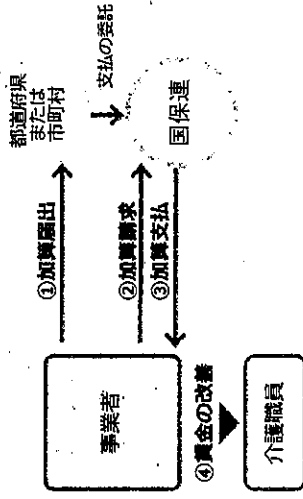 都道府県
または
市町村
支払の委託
国保連
①加算届出
②加算請求
③加算支払
事業者
④賃金の改善
介護職員